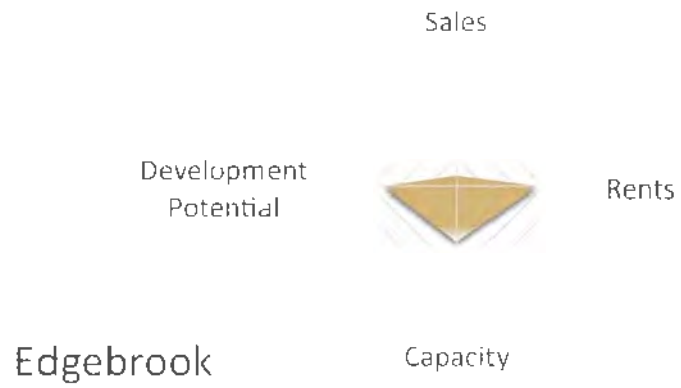 Sales
Development
Potential
Rents
Edgebrook
Capacity